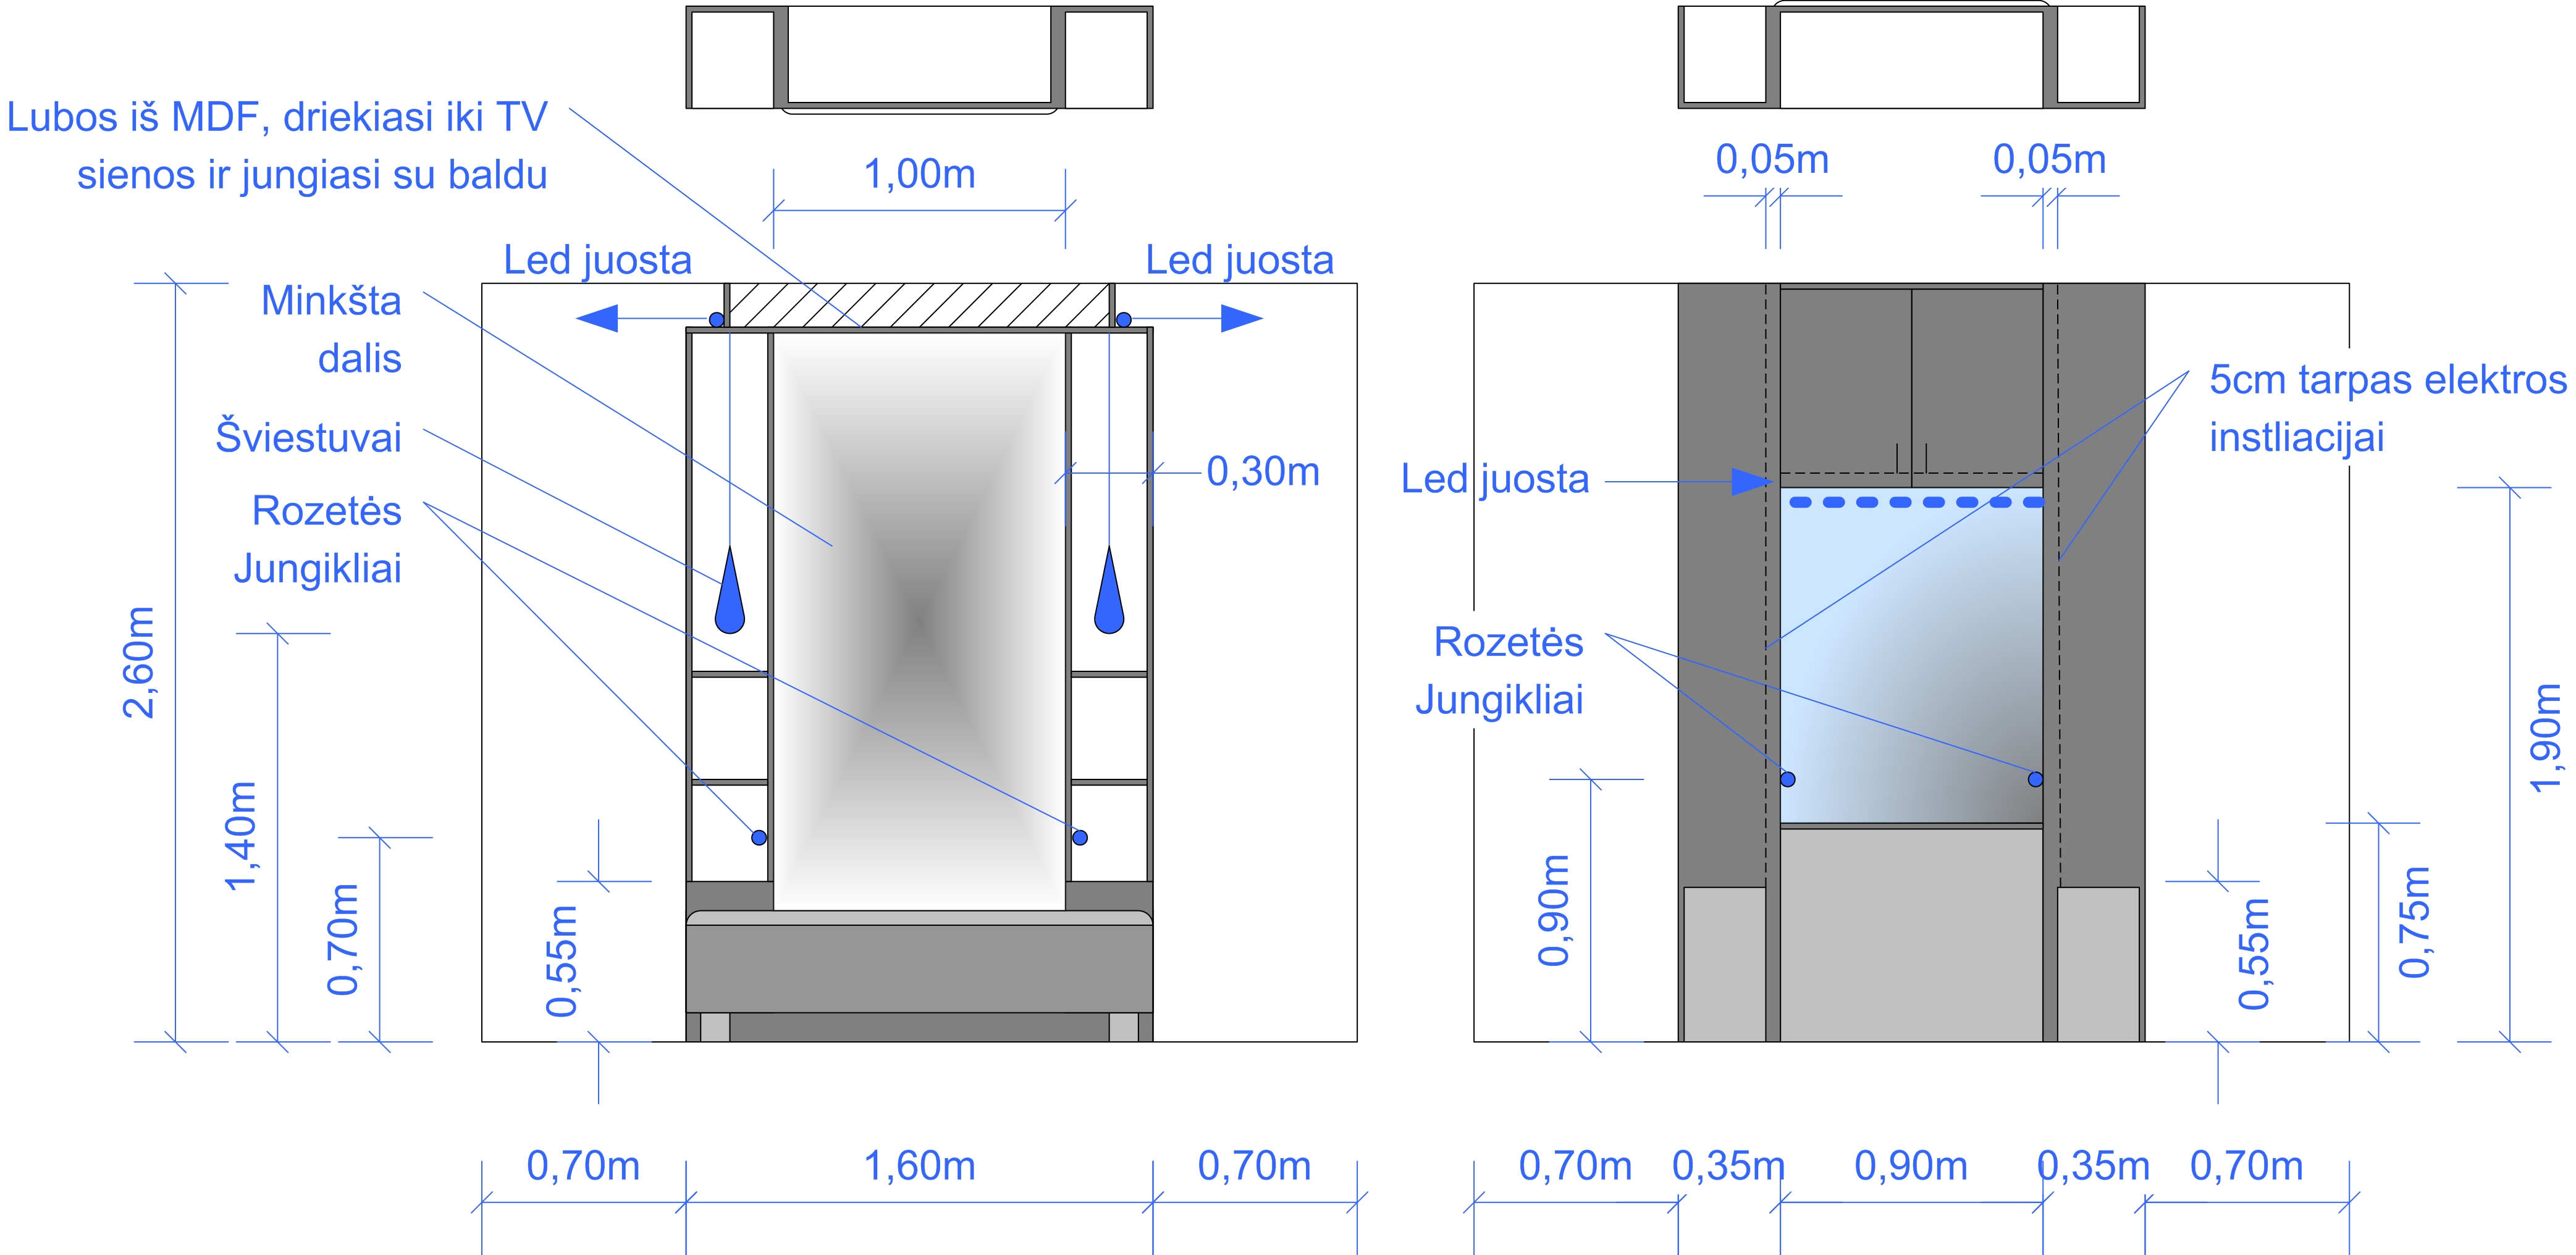 Lubos iš MDF, driekiasi iki TV
sienos ir jungiasi su baldu
1,00m
0,05m
0,05m
Led juosta
Led juosta
Minkšta
dalis
Šviestuvai
Rozetės
Jungikliai
0,30m
2,60m
1,40m
0,70m
0,55m
0,70m
1,60m
0,70m
5cm tarpas elektros
instliacijai
Led juosta
Rozetės
Jungikliai
0,90m
0,55m
0,75m
1,90m
0,70m
0,35m
0,90m
0,35m
0,70m